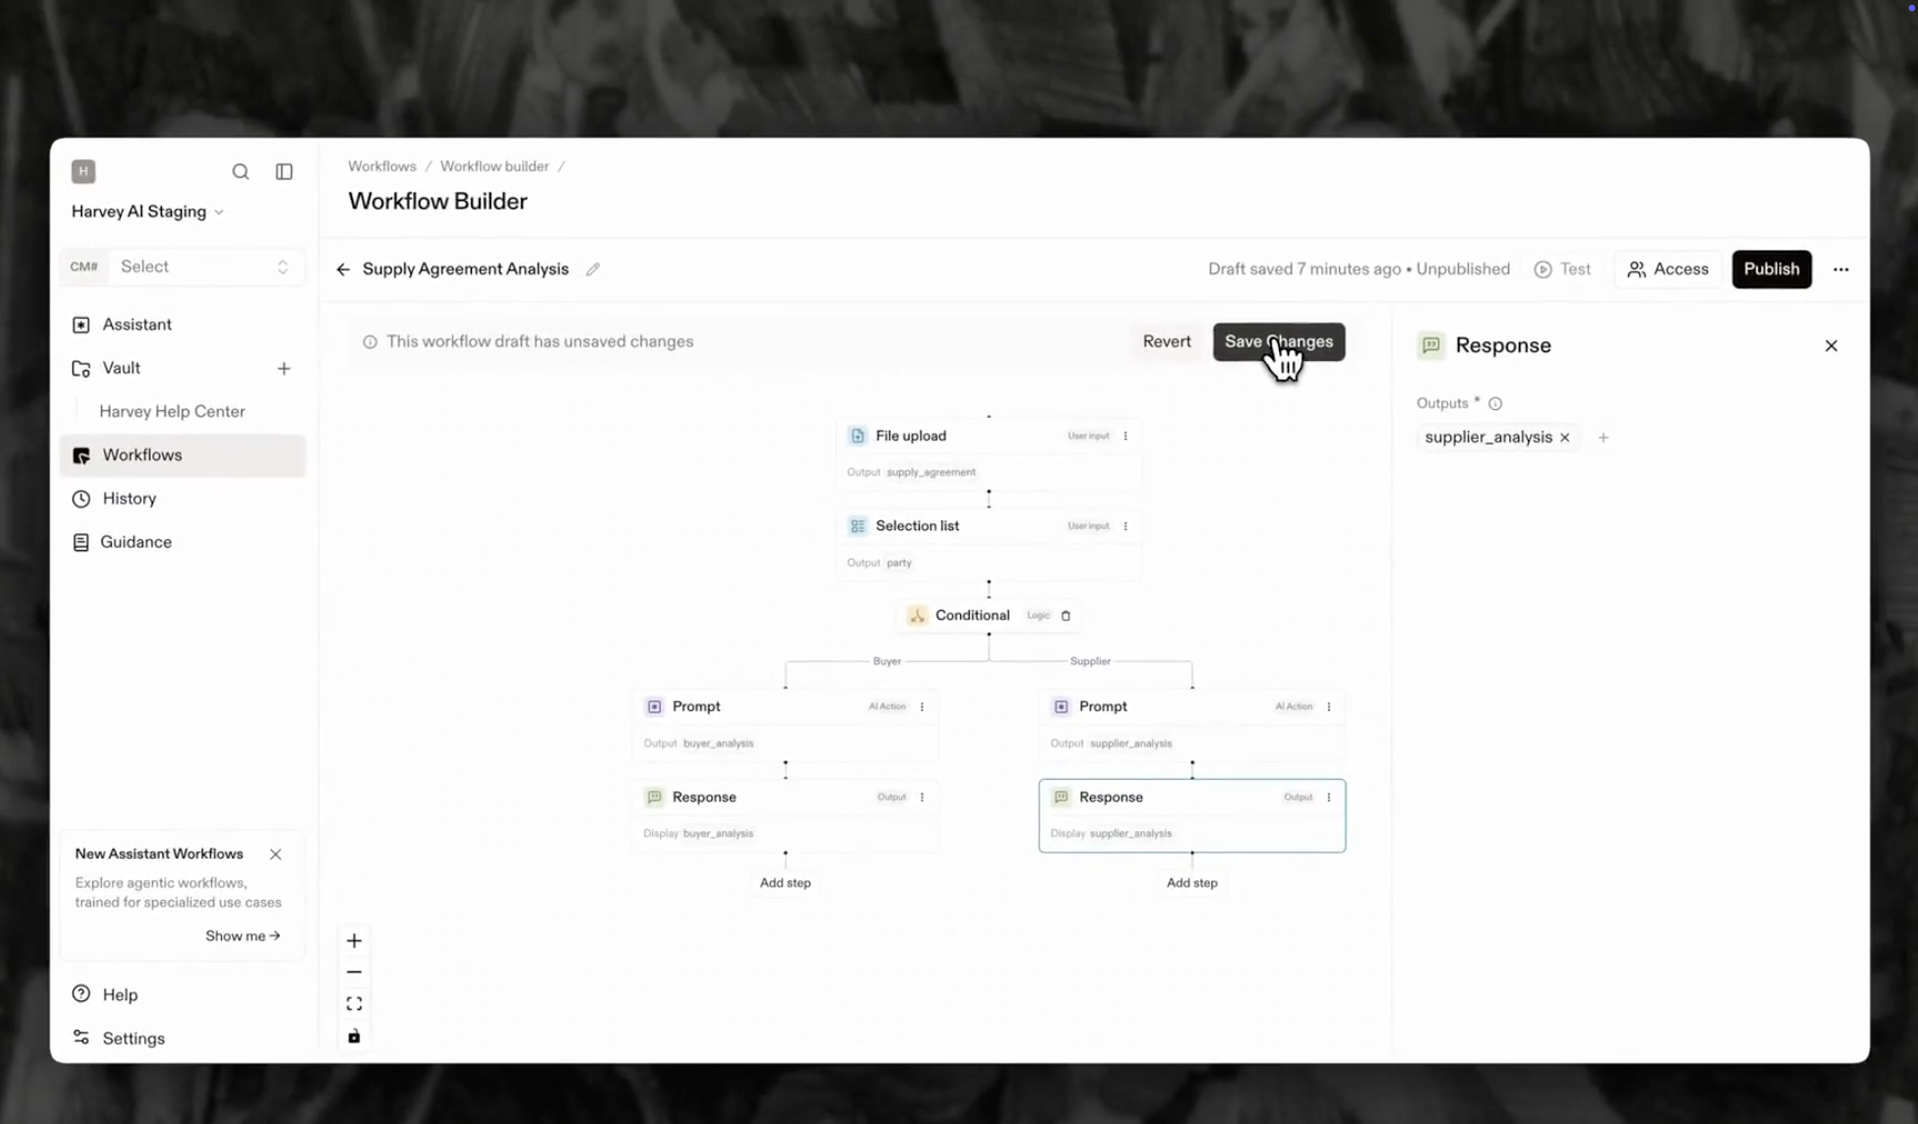 H
Harvey AI Staging
CM# Select
Assistant
Vault
Harvey Help Center
Workflows
History
Guidance
New Assistant Workflows
Explore agentic workflows,
trained for specialized use cases
Show me →
Help
Settings
Workflows / Workflow builder /
Workflow Builder
Supply Agreement Analysis
Draft saved 7 minutes ago • Unpublished
Test
Access
Publish
This workflow draft has unsaved changes
Revert
Save Changes
File upload User input
Output supply_agreement
Selection list User input
Output party
Conditional Logic
Buyer
Supplier
Prompt AI Action
Output buyer_analysis
Response Output
Display buyer_analysis
Add step
Prompt AI Action
Output supplier_analysis
Response Output
Display supplier_analysis
Add step
Response
Outputs *
supplier_analysis